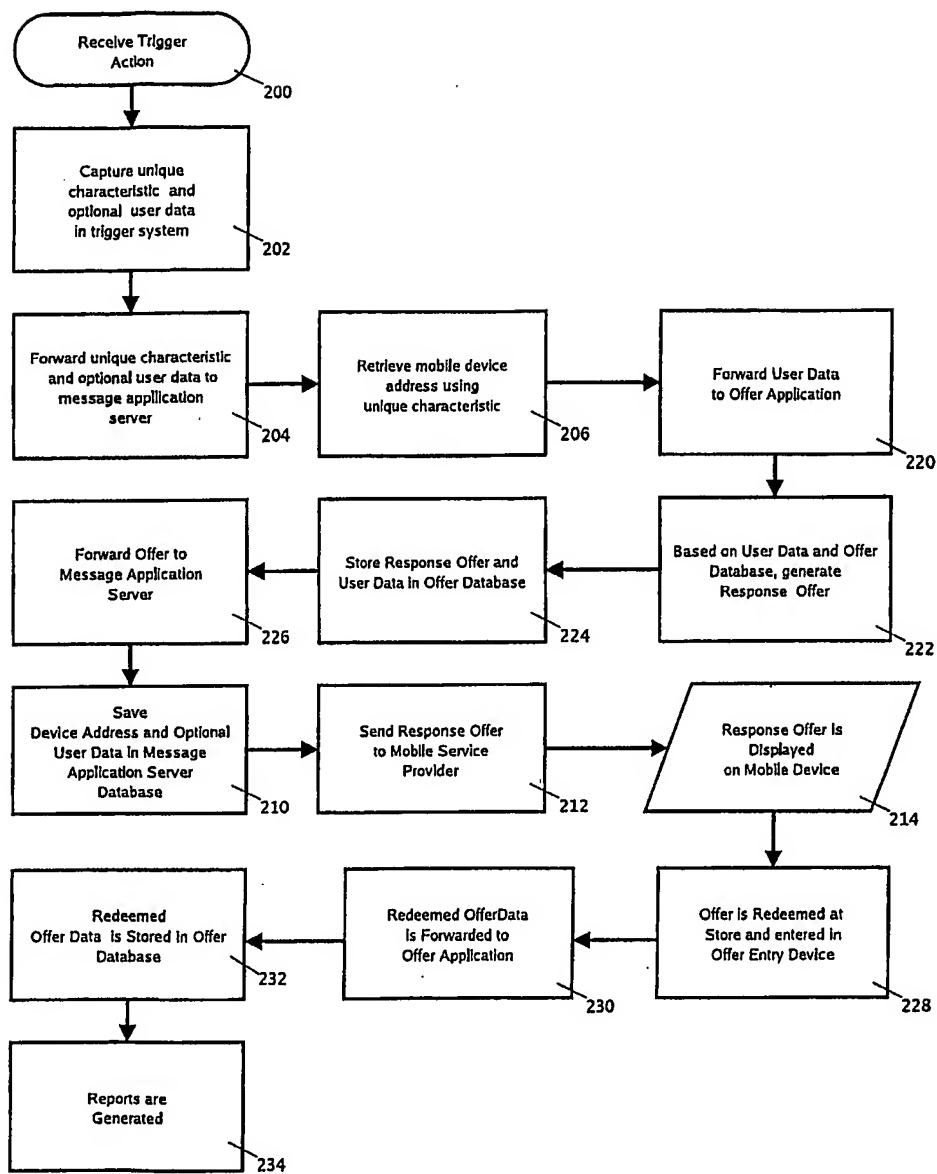 Receive Trigger
Action
200
Capture unique
characteristic and
optional user data
in trigger system
202
Forward unique characteristic
and optional user data to
message application
server
204
Retrieve mobile device
address using
unique characteristic
206
Forward User Data
to Offer Application
220
Forward Offer to
Message Application
Server
226
Store Response Offer and
User Data in Offer Database
224
Based on User Data and Offer
Database, generate
Response Offer
222
Save
Device Address and Optional
User Data in Message
Application Server
Database
210
Send Response Offer
to Mobile Service
Provider
212
Response Offer is
Displayed
on Mobile Device
214
Redeemed
Offer Data is Stored in Offer
Database
232
Redeemed OfferData
is Forwarded to
Offer Application
230
Offer is Redeemed at
Store and entered in
Offer Entry Device
228
Reports are
Generated
234